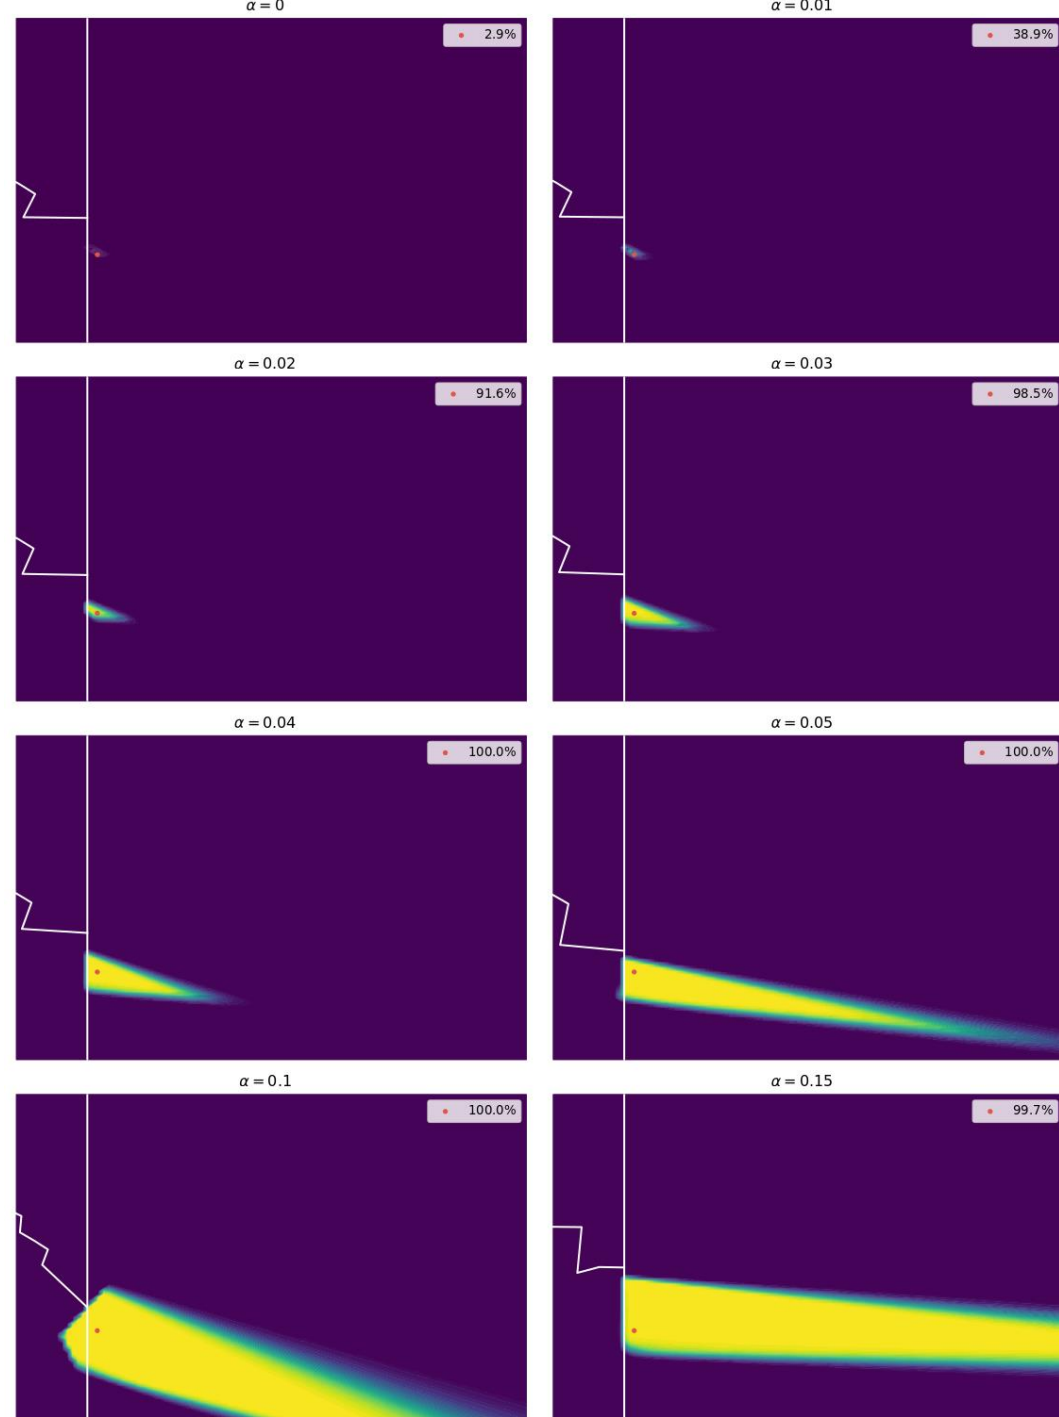 α = 0
α = 0.01
2.9%
38.9%
α = 0.02
α = 0.03
91.6%
98.5%
α = 0.04
α = 0.05
100.0%
100.0%
α = 0.1
α = 0.15
100.0%
99.7%